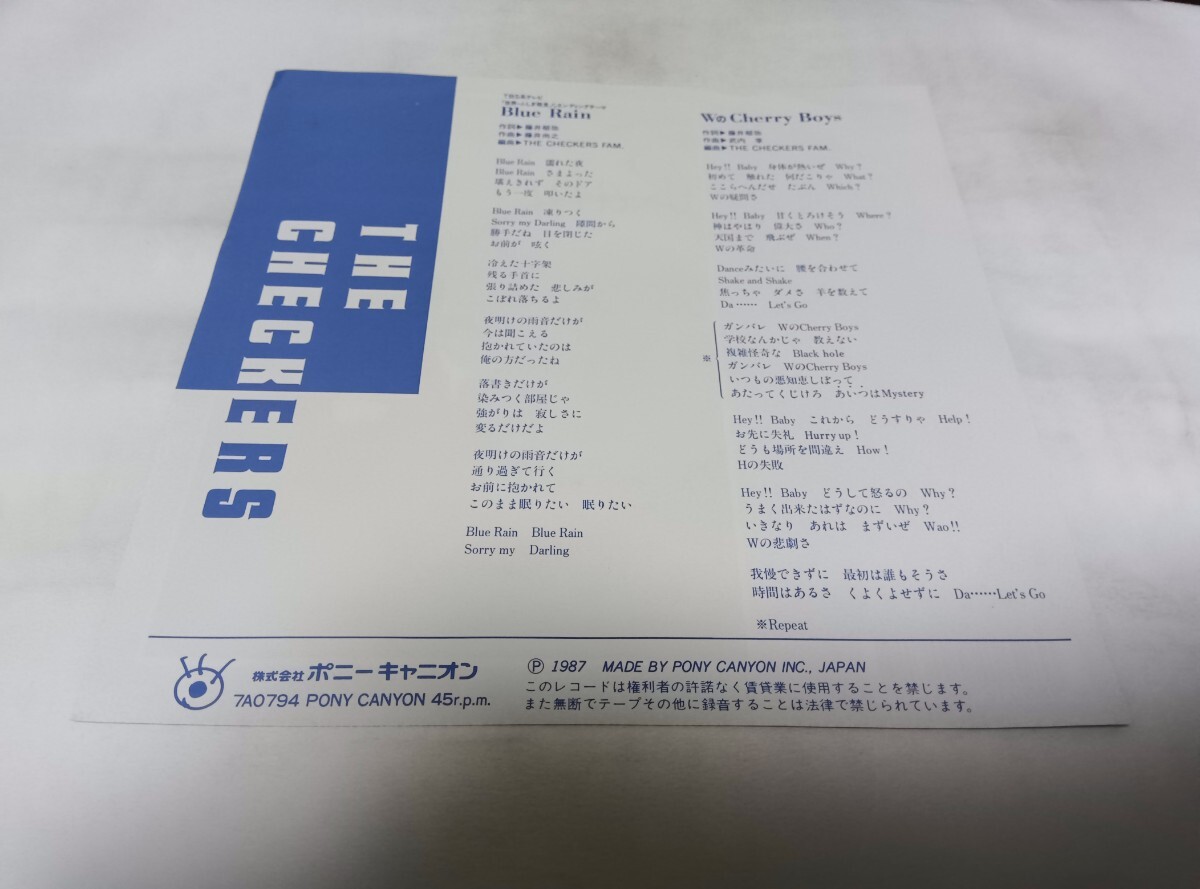 THE
CHECKERS
TBS系テレビ
「世界・ふしぎ発見」エンディングテーマ
Blue Rain
作詞▶藤井郁弥
作曲▶藤井尚之
編曲▶THE CHECKERS FAM.
Blue Rain 濡れた夜
Blue Rain さまよった
堪えきれず そのドア
もう一度 叩いたよ
Blue Rain 凍りつく
Sorry my Darling 隙間から
勝手だね 目を閉じた
お前が 呟く
冷えた十字架
残る手首に
張り詰めた 悲しみが
こぼれ落ちるよ
夜明けの雨音だけが
今は聞こえる
抱かれていたのは
俺の方だったね
落書きだけが
染みつく部屋じゃ
強がりは 寂しさに
変るだけだよ
夜明けの雨音だけが
通り過ぎて行く
お前に抱かれて
このまま眠りたい 眠りたい
Blue Rain Blue Rain
Sorry my Darling
WのCherry Boys
作詞▶藤井郁弥
作曲▶武内 享
編曲▶THE CHECKERS FAM.
Hey!! Baby 身体が熱いぜ Why?
初めて 触れた 何だこりゃ What?
ここらへんだぜ たぶん Which?
Wの疑問さ
Hey!! Baby 甘くとろけそう Where?
神はやはり 偉大さ Who?
天国まで 飛ぶぜ When?
Wの革命
Danceみたいに 腰を合わせて
Shake and Shake
焦っちゃ ダメさ 羊を数えて
Da…… Let's Go
※
ガンバレ WのCherry Boys
学校なんかじゃ 教えない
複雑怪奇な Black hole
ガンバレ WのCherry Boys
いつもの悪知恵しぼって
あたってくじけろ あいつはMystery
Hey!! Baby これから どうすりゃ Help!
お先に失礼 Hurry up!
どうも場所を間違え How!
Hの失敗
Hey!! Baby どうして怒るの Why?
うまく出来たはずなのに Why?
いきなり あれは まずいぜ Wao!!
Wの悲劇さ
我慢できずに 最初は誰もそうさ
時間はあるさ くよくよせずに Da……Let's Go
※Repeat
株式会社 ポニーキャニオン
7A0794 PONY CANYON 45r.p.m.
Ⓟ 1987 MADE BY PONY CANYON INC., JAPAN
このレコードは権利者の許諾なく賃貸業に使用することを禁じます。
また無断でテープその他に録音することは法律で禁じられています。